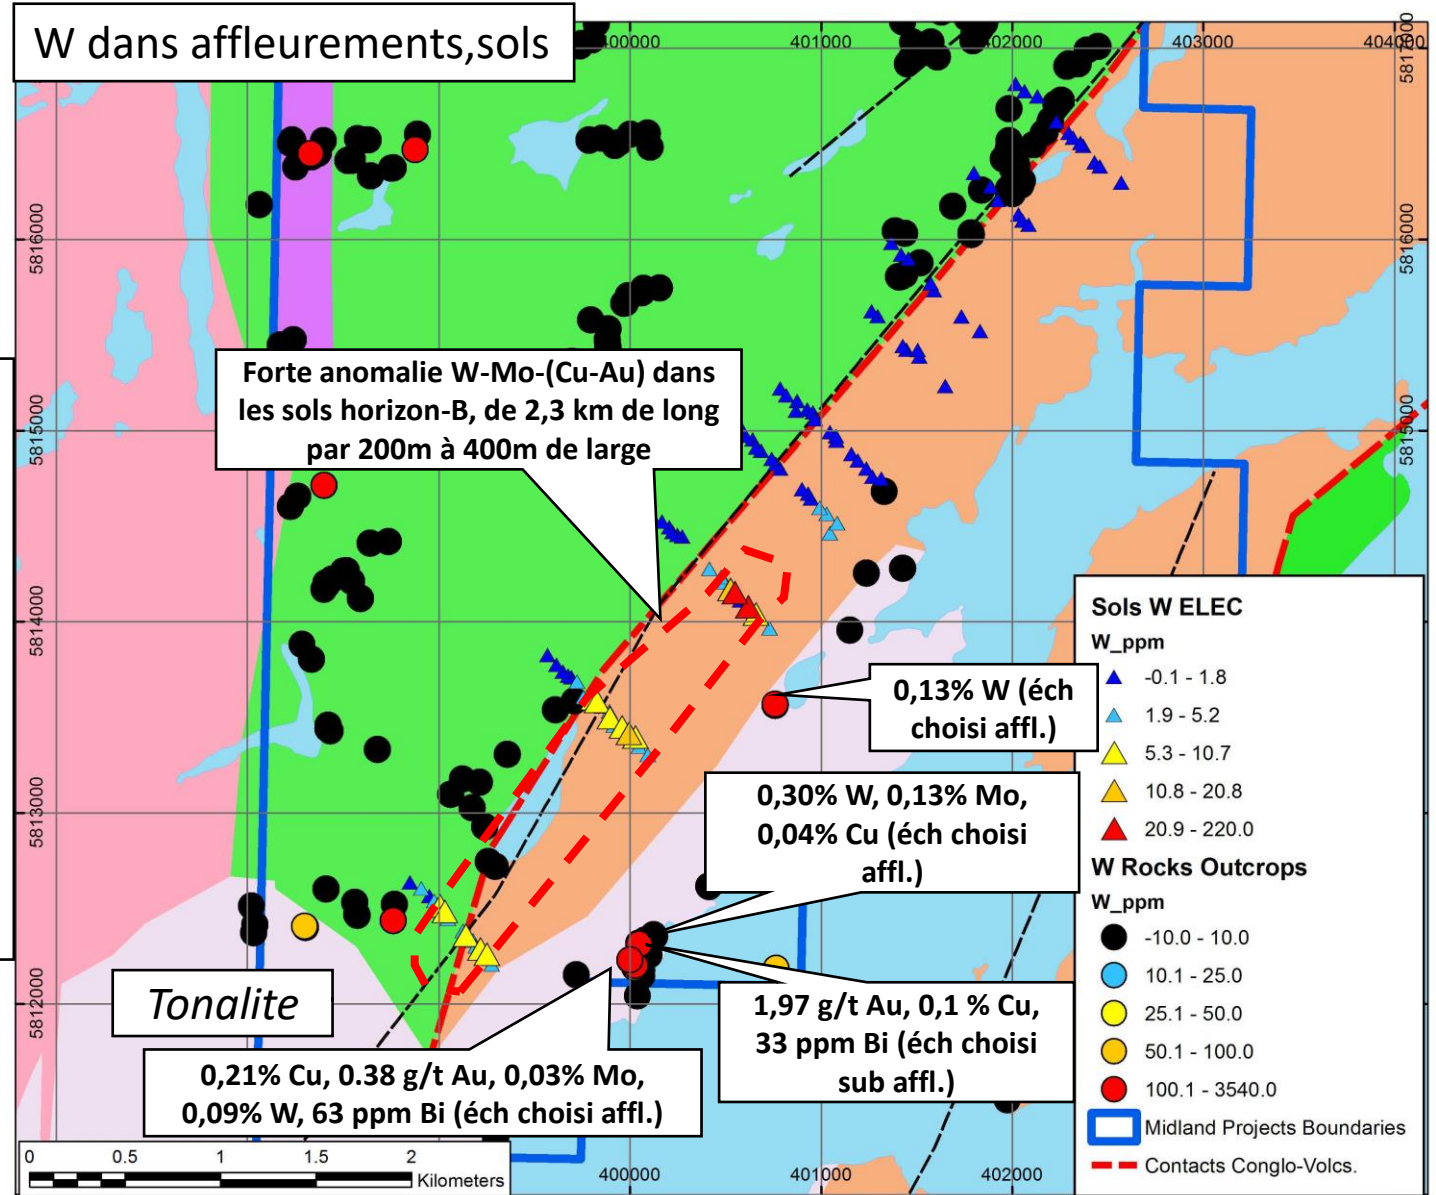 W dans affleurements,sols
400000
401000
402000
403000
404000
5817000
5817000
5816000
5816000
5815000
5815000
5814000
5813000
5812000
Forte anomalie W-Mo-(Cu-Au) dans
les sols horizon-B, de 2,3 km de long
par 200m à 400m de large
0,13% W (éch
choisi affl.)
0,30% W, 0,13% Mo,
0,04% Cu (éch choisi
affl.)
1,97 g/t Au, 0,1 % Cu,
33 ppm Bi (éch choisi
sub affl.)
Tonalite
0,21% Cu, 0.38 g/t Au, 0,03% Mo,
0,09% W, 63 ppm Bi (éch choisi affl.)
Sols W ELEC
W_ppm
-0.1 - 1.8
1.9 - 5.2
5.3 - 10.7
10.8 - 20.8
20.9 - 220.0
W Rocks Outcrops
W_ppm
-10.0 - 10.0
10.1 - 25.0
25.1 - 50.0
50.1 - 100.0
100.1 - 3540.0
Midland Projects Boundaries
Contacts Conglo-Volcs.
0 0.5 1 1.5 2
Kilometers
400000
401000
402000